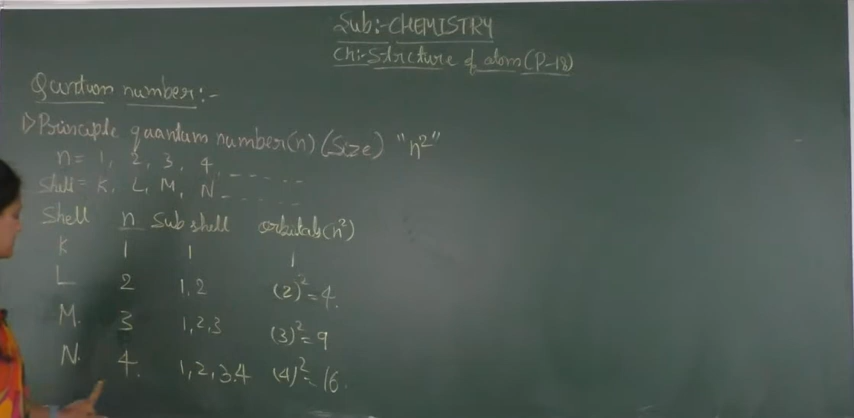 Sub:- CHEMISTRY
Ch:- Structure of atom (P-18)
Quantum number:-
1) Principle quantum number(n) (Size) "n²"
n = 1, 2, 3, 4, ------
Shell = K, L, M, N ------
Shell n Sub shell orbitals(n²)
K 1 1 1
L 2 1,2 (2)² = 4.
M. 3 1,2,3 (3)² = 9
N. 4. 1,2,3.4 (4)² = 16.